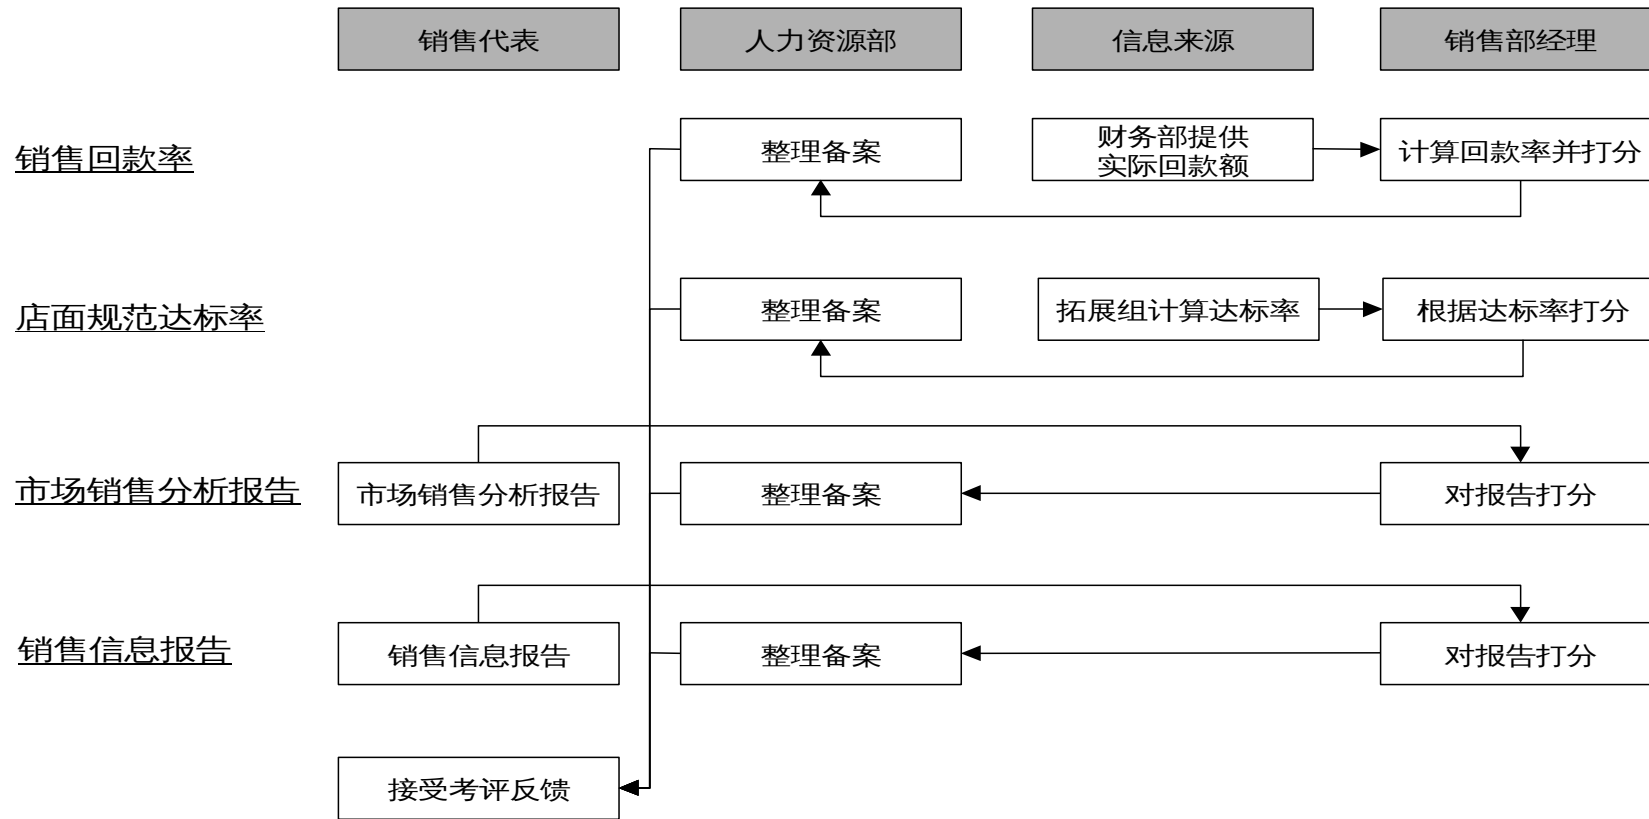 销售代表
人力资源部
信息来源
销售部经理
销售回款率
整理备案
财务部提供
实际回款额
计算回款率并打分
店面规范达标率
整理备案
拓展组计算达标率
根据达标率打分
市场销售分析报告
市场销售分析报告
整理备案
对报告打分
销售信息报告
销售信息报告
整理备案
对报告打分
接受考评反馈